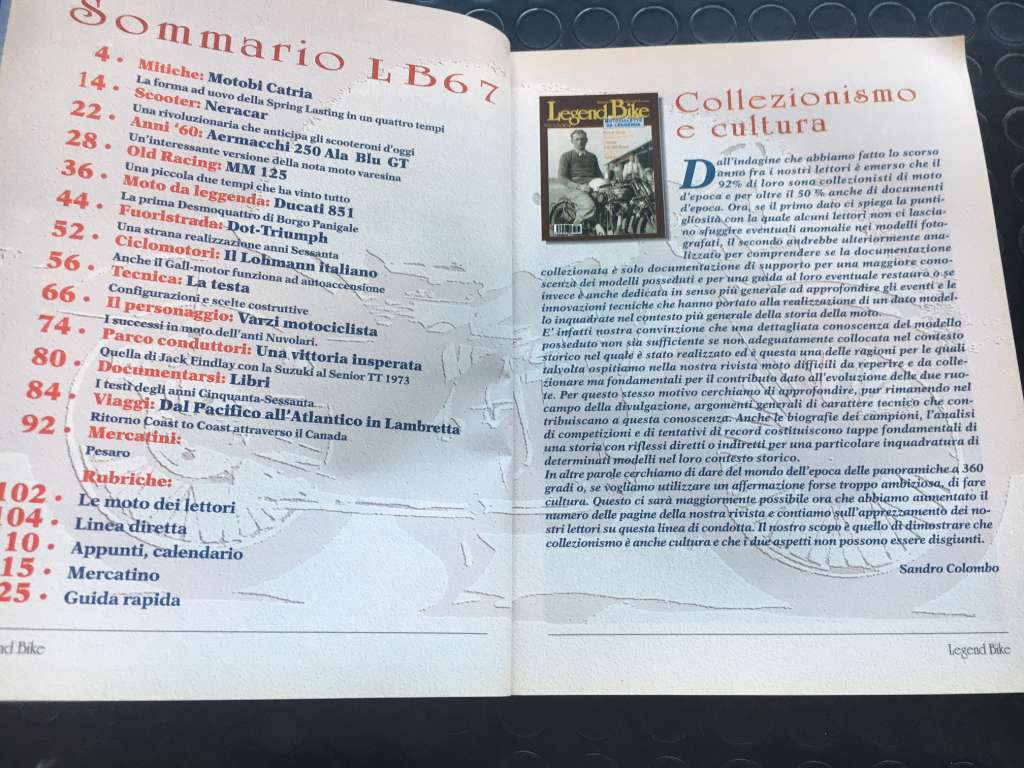 Sommario LB67
4. Mitiche: Motobi Catria
La forma ad uovo della Spring Lasting in un quattro tempi
14. Scooter: Neracar
Una rivoluzionaria che anticipa gli scooteroni d'oggi
22. Anni '60: Aermacchi 250 Ala Blu GT
Un'interessante versione della nota moto varesina
28. Old Racing: MM 125
Una piccola due tempi che ha vinto tutto
36. Moto da leggenda: Ducati 851
La prima Desmoquattro di Borgo Panigale
44. Fuoristrada: Dot-Triumph
Una strana realizzazione anni Sessanta
52. Ciclomotori: Il Lohmann italiano
Anche il Gall-motor funziona ad autoaccensione
56. Tecnica: La testa
Configurazioni e scelte costruttive
66. Il personaggio: Varzi motociclista
I successi in moto dell'anti Nuvolari.
74. Parco conduttori: Una vittoria insperata
Quella di Jack Findlay con la Suzuki al Senior TT 1973
80. Documentarsi: Libri
I testi degli anni Cinquanta-Sessanta
84. Viaggi: Dal Pacifico all'Atlantico in Lambretta
Ritorno Coast to Coast attraverso il Canada
92. Mercatini:
Pesaro
Rubriche:
102. Le moto dei lettori
104. Linea diretta
10. Appunti, calendario
15. Mercatino
25. Guida rapida
nd Bike
Legend Bike
MOTOCICLETTE
DA LEGGENDA
Collezionismo
e cultura
Dall'indagine che abbiamo fatto lo scorso
anno fra i nostri lettori è emerso che il
92% di loro sono collezionisti di moto
d'epoca e per oltre il 50 % anche di documenti
d'epoca. Ora, se il primo dato ci spiega la punti-
gliosità con la quale alcuni lettori non ci lascia-
no sfuggire eventuali anomalie nei modelli foto-
grafati, il secondo andrebbe ulteriormente ana-
lizzato per comprendere se la documentazione
collezionata è solo documentazione di supporto per una maggiore cono-
scenza dei modelli posseduti e per una guida al loro eventuale restauro o se
invece è anche dedicata in senso più generale ad approfondire gli eventi e le
innovazioni tecniche che hanno portato alla realizzazione di un dato model-
lo inquadrate nel contesto più generale della storia della moto.
E' infatti nostra convinzione che una dettagliata conoscenza del modello
posseduto non sia sufficiente se non adeguatamente collocata nel contesto
storico nel quale è stato realizzato ed è questa una delle ragioni per le quali
talvolta ospitiamo nella nostra rivista moto difficili da reperire e da colle-
zionare ma fondamentali per il contributo dato all'evoluzione delle due ruo-
te. Per questo stesso motivo cerchiamo di approfondire, pur rimanendo nel
campo della divulgazione, argomenti generali di carattere tecnico che con-
tribuiscano a questa conoscenza. Anche le biografie dei campioni, l'analisi
di competizioni e di tentativi di record costituiscono tappe fondamentali di
una storia con riflessi diretti o indiretti per una particolare inquadratura di
determinati modelli nel loro contesto storico.
In altre parole cerchiamo di dare del mondo dell'epoca delle panoramiche a 360
gradi o, se vogliamo utilizzare un affermazione forse troppo ambiziosa, di fare
cultura. Questo ci sarà maggiormente possibile ora che abbiamo aumentato il
numero delle pagine della nostra rivista e contiamo sull'apprezzamento dei no-
stri lettori su questa linea di condotta. Il nostro scopo è quello di dimostrare che
collezionismo è anche cultura e che i due aspetti non possono essere disgiunti.
Sandro Colombo
Legend Bike